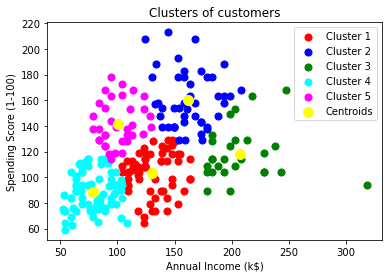 Clusters of customers
Spending Score (1-100)
220
200
180
160
140
120
100
80
60
Cluster 1
Cluster 2
Cluster 3
Cluster 4
Cluster 5
Centroids
50 100 150 200 250 300
Annual Income (k$)